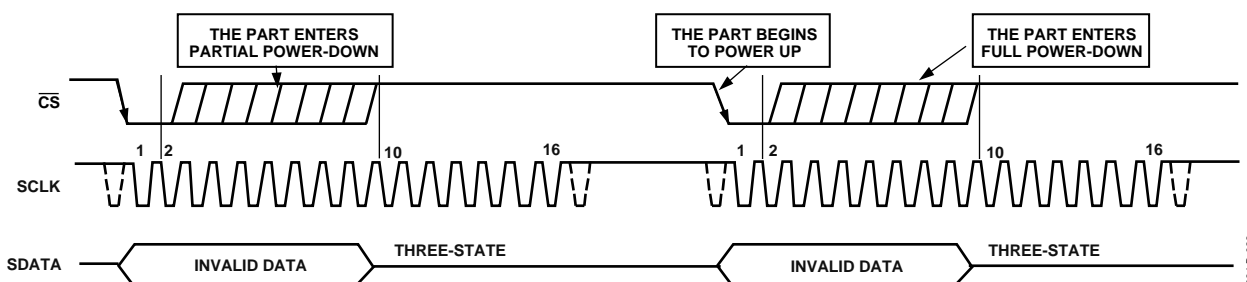 THE PART ENTERS
PARTIAL POWER-DOWN
THE PART BEGINS
TO POWER UP
THE PART ENTERS
FULL POWER-DOWN
CS
1 2 10 16 1 2 10 16
SCLK
SDATA
INVALID DATA
THREE-STATE
INVALID DATA
THREE-STATE